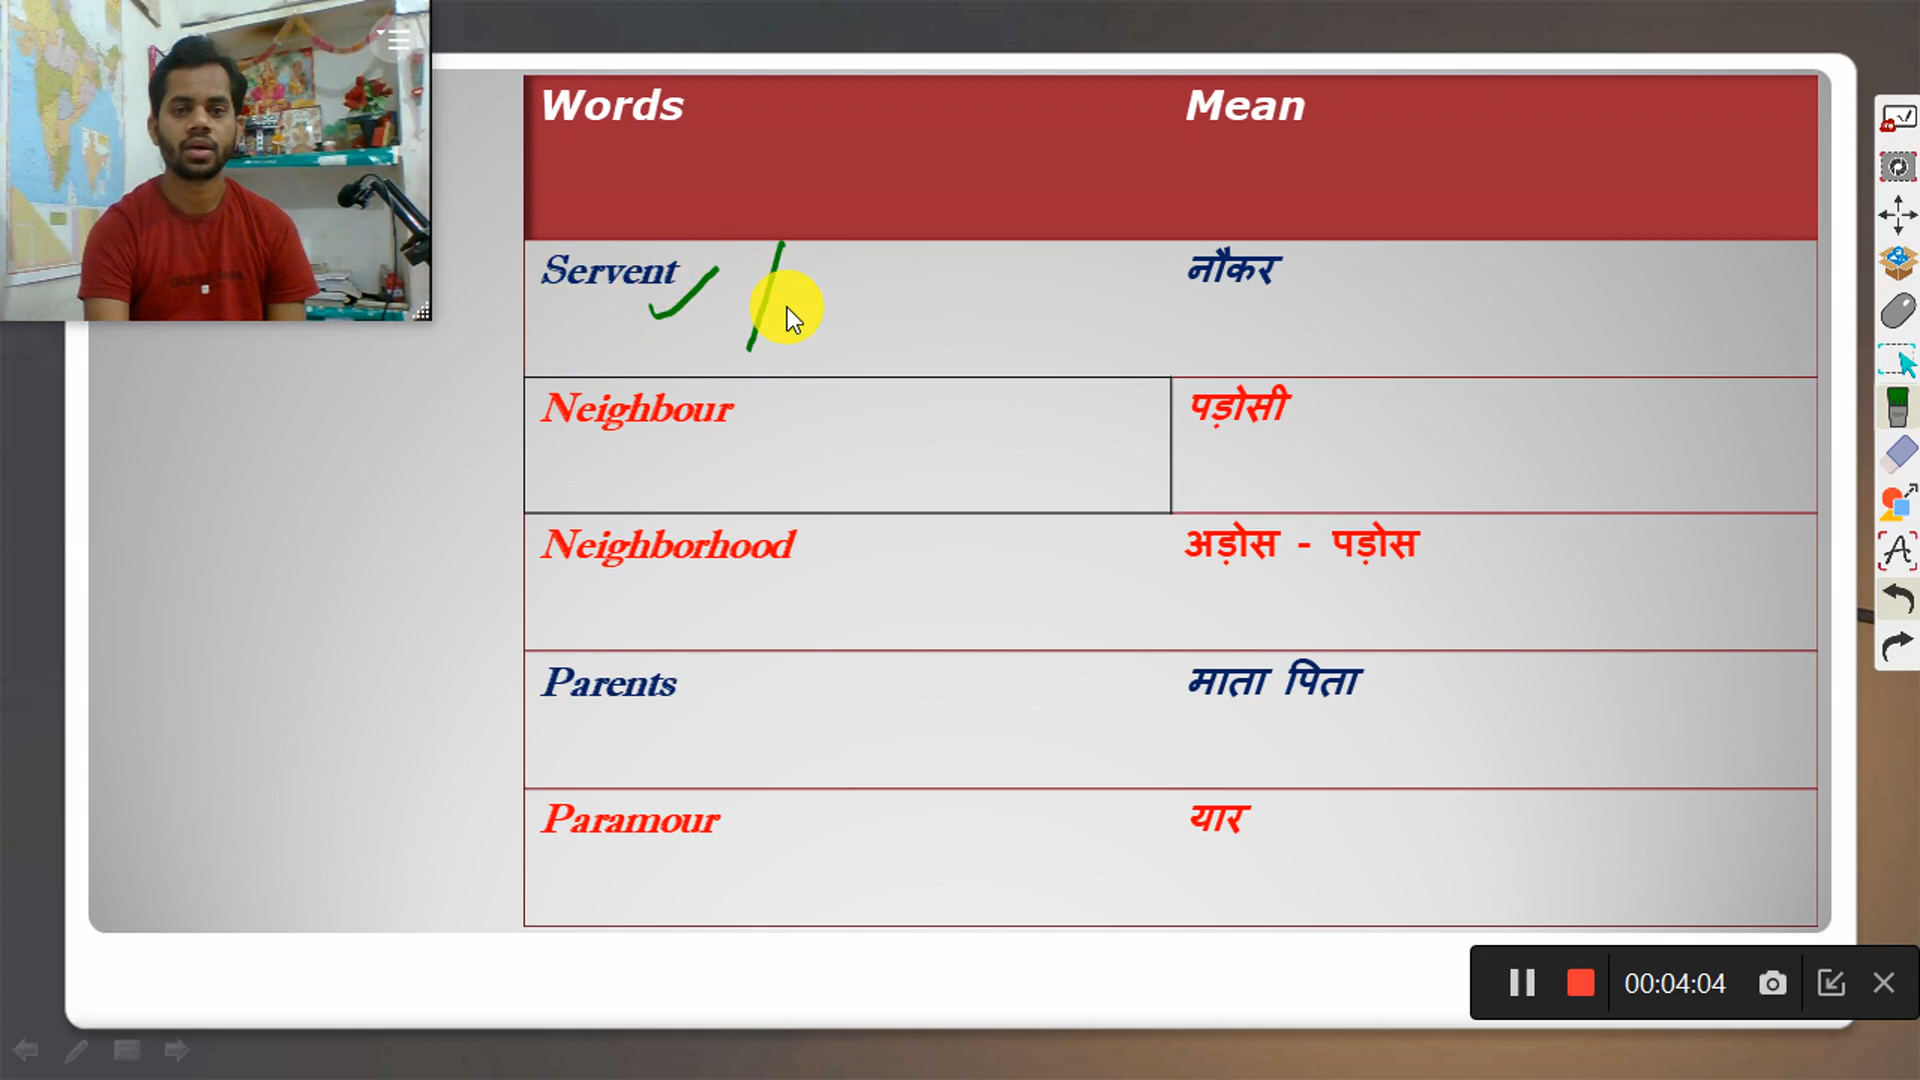 Words Mean
Servent नौकर
Neighbour पड़ोसी
Neighborhood अड़ोस - पड़ोस
Parents माता पिता
Paramour यार
00:04:04